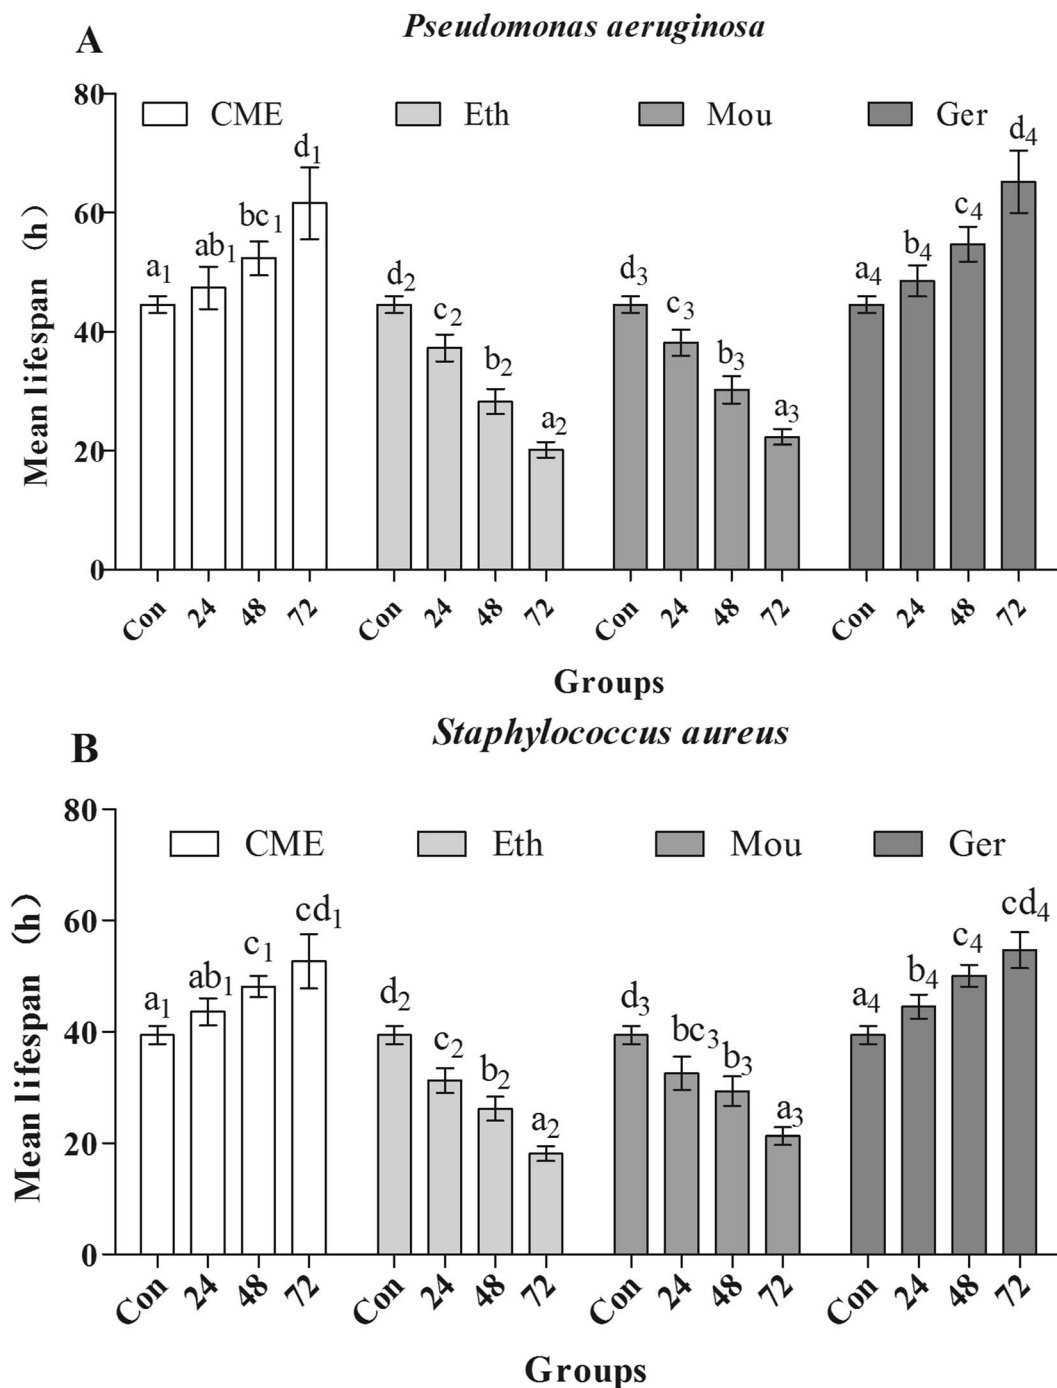 A
Pseudomonas aeruginosa
CME Eth Mou Ger
Mean lifespan (h)
80
60
40
20
0
a1 ab1 bc1 d1 d2 c2 b2 a2 d3 c3 b3 a3 a4 b4 c4 d4
Con 24 48 72 Con 24 48 72 Con 24 48 72 Con 24 48 72
Groups
B
Staphylococcus aureus
CME Eth Mou Ger
Mean lifespan (h)
80
60
40
20
0
a1 ab1 c1 cd1 d2 c2 b2 a2 d3 bc3 b3 a3 a4 b4 c4 cd4
Con 24 48 72 Con 24 48 72 Con 24 48 72 Con 24 48 72
Groups